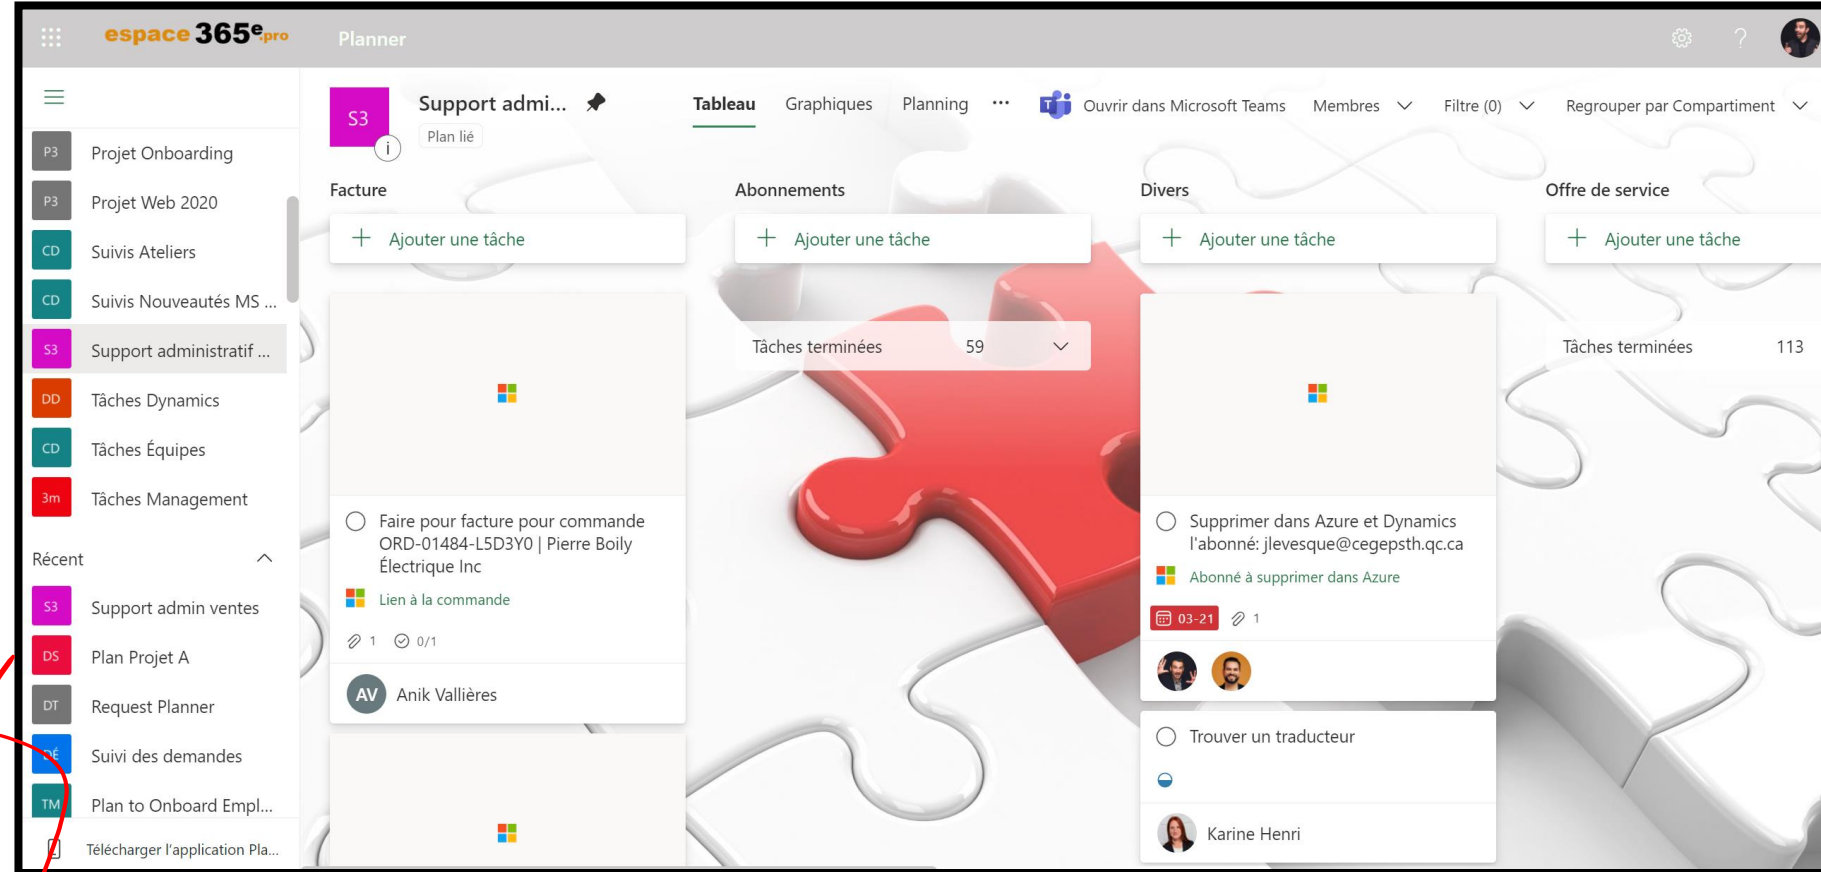 espace 365e.pro
Planner
?
P3 Projet Onboarding
P3 Projet Web 2020
CD Suivis Ateliers
CD Suivis Nouveautés MS ...
S3 Support administratif ...
DD Tâches Dynamics
CD Tâches Équipes
3m Tâches Management
Récent
S3 Support admin ventes
DS Plan Projet A
DT Request Planner
DÉ Suivi des demandes
TM Plan to Onboard Empl...
Télécharger l'application Pla...
S3
i
Support admi...
Plan lié
Tableau Graphiques Planning ... Ouvrir dans Microsoft Teams Membres Filtre (0) Regrouper par Compartiment
Facture
+ Ajouter une tâche
Faire pour facture pour commande
ORD-01484-L5D3Y0 | Pierre Boily
Électrique Inc
Lien à la commande
1 0/1
AV Anik Vallières
Abonnements
+ Ajouter une tâche
Tâches terminées 59
Divers
+ Ajouter une tâche
Supprimer dans Azure et Dynamics
l'abonné: jlevesque@cegepsth.qc.ca
Abonné à supprimer dans Azure
03-21 1
Trouver un traducteur
Karine Henri
Offre de service
+ Ajouter une tâche
Tâches terminées 113